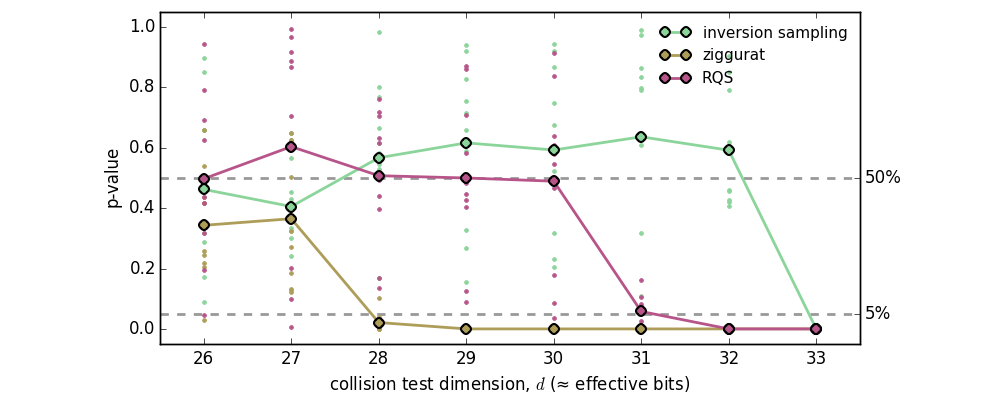 1.0
0.8
0.6
0.4
0.2
0.0
p-value
inversion sampling
ziggurat
RQS
50%
5%
26 27 28 29 30 31 32 33
collision test dimension, d (≈ effective bits)